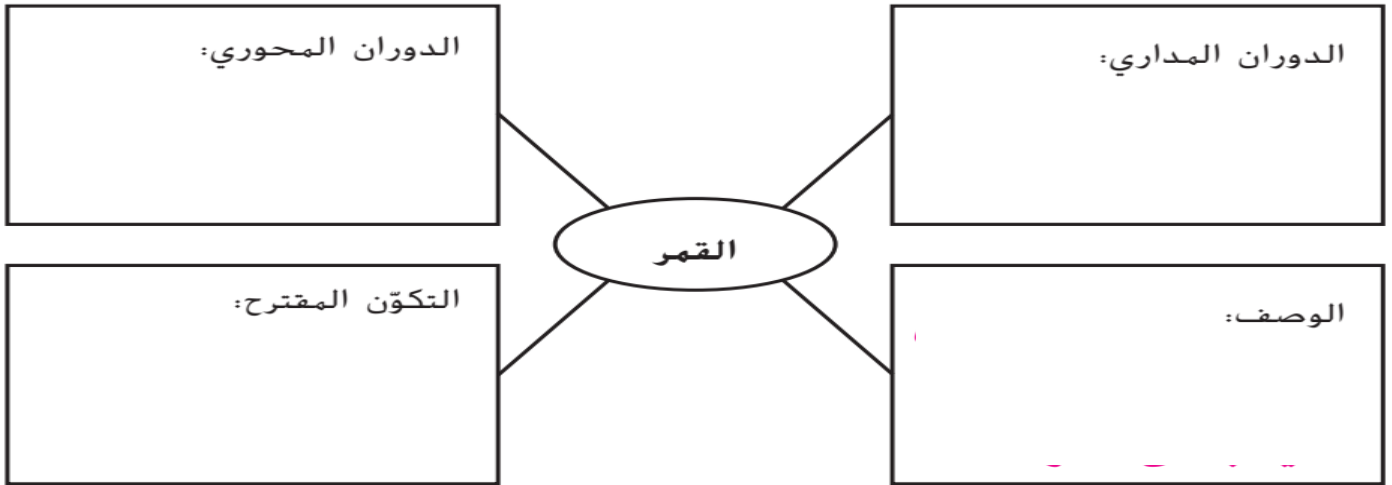 الدوران المداري:
الدوران المحوري:
القمر
الوصف:
التكوّن المقترح: